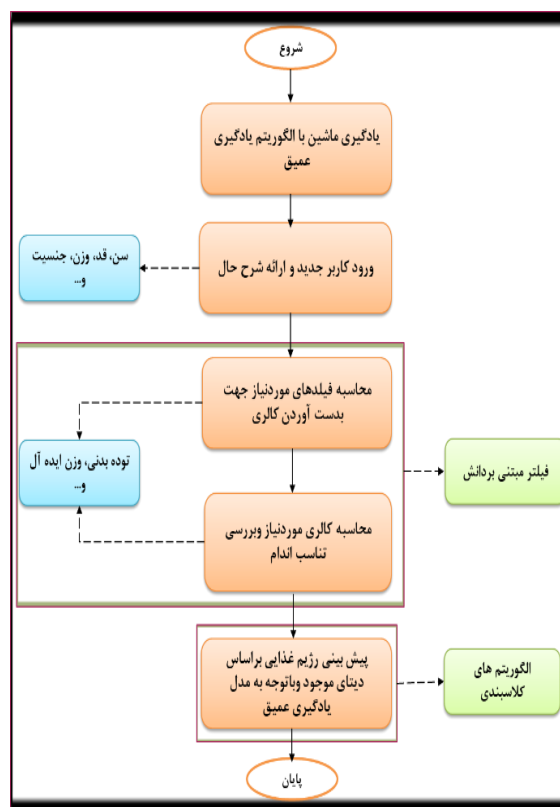 شروع
یادگیری ماشین با الگوریتم یادگیری
عمیق
ورود کاربر جدید و ارائه شرح حال
سن، قد، وزن، جنسیت
و...
محاسبه فیلدهای موردنیاز جهت
بدست آوردن کالری
توده بدنی، وزن ایده آل
و...
فیلتر مبتنی بردانش
محاسبه کالری موردنیاز وبررسی
تناسب اندام
پیش بینی رژیم غذایی براساس
دیتای موجود وباتوجه به مدل
یادگیری عمیق
الگوریتم های
کلاسبندی
پایان